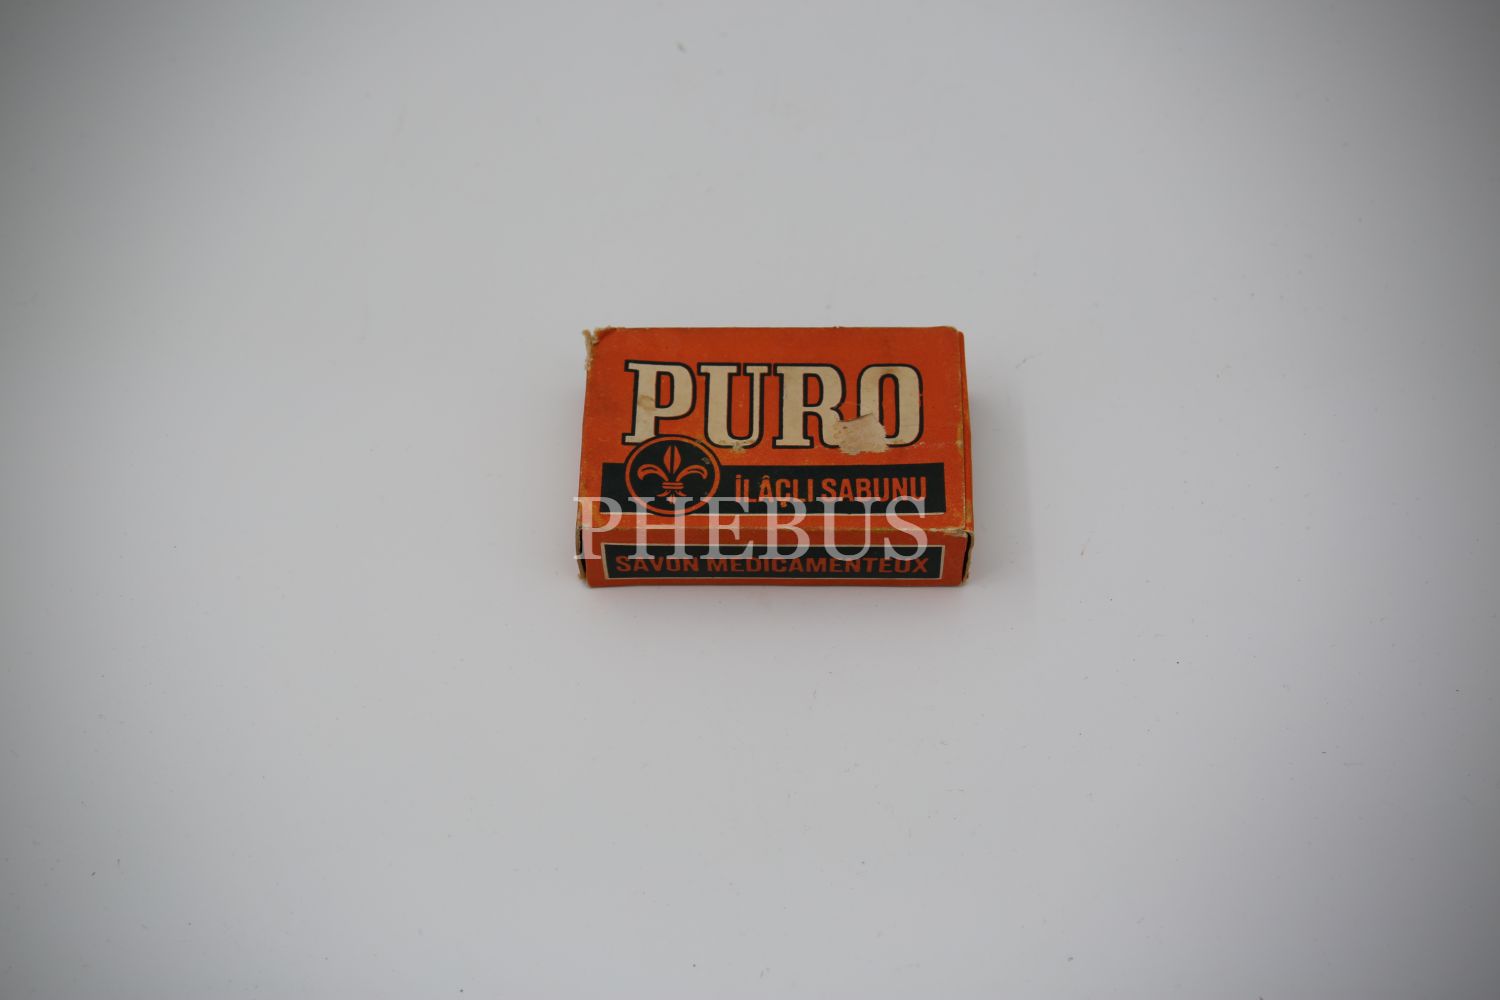 PURO
İLÂÇLI SABUNU
PHEBUS
SAVON MEDICAMENTEUX